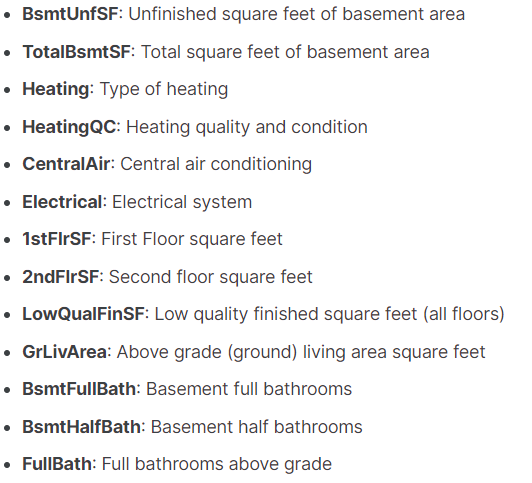 • BsmtUnfSF: Unfinished square feet of basement area
• TotalBsmtSF: Total square feet of basement area
• Heating: Type of heating
• HeatingQC: Heating quality and condition
• CentralAir: Central air conditioning
• Electrical: Electrical system
• 1stFlrSF: First Floor square feet
• 2ndFlrSF: Second floor square feet
• LowQualFinSF: Low quality finished square feet (all floors)
• GrLivArea: Above grade (ground) living area square feet
• BsmtFullBath: Basement full bathrooms
• BsmtHalfBath: Basement half bathrooms
• FullBath: Full bathrooms above grade